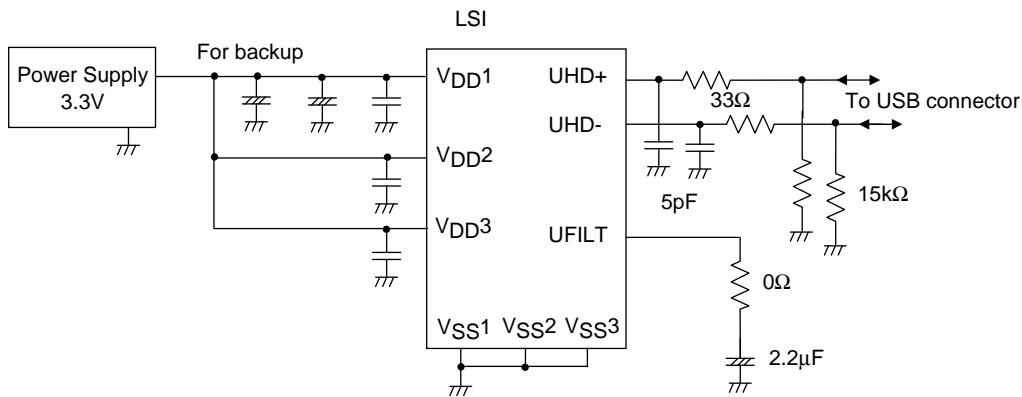 LSI
For backup
Power Supply
3.3V
VDD1
VDD2
VDD3
VSS1
VSS2
VSS3
UHD+
UHD-
UFILT
33Ω
To USB connector
5pF
15kΩ
0Ω
2.2μF